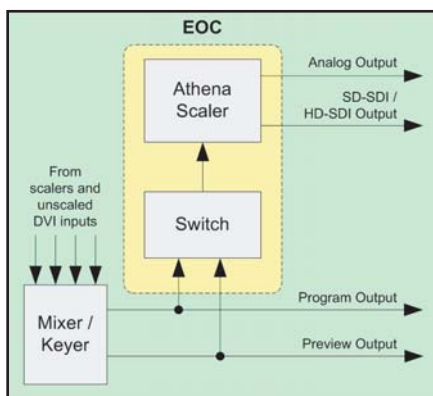 EOC
Analog Output
Athena
Scaler
SD-SDI /
HD-SDI Output
From
scalers and
unscaled
DVI inputs
Switch
Mixer /
Keyer
Program Output
Preview Output